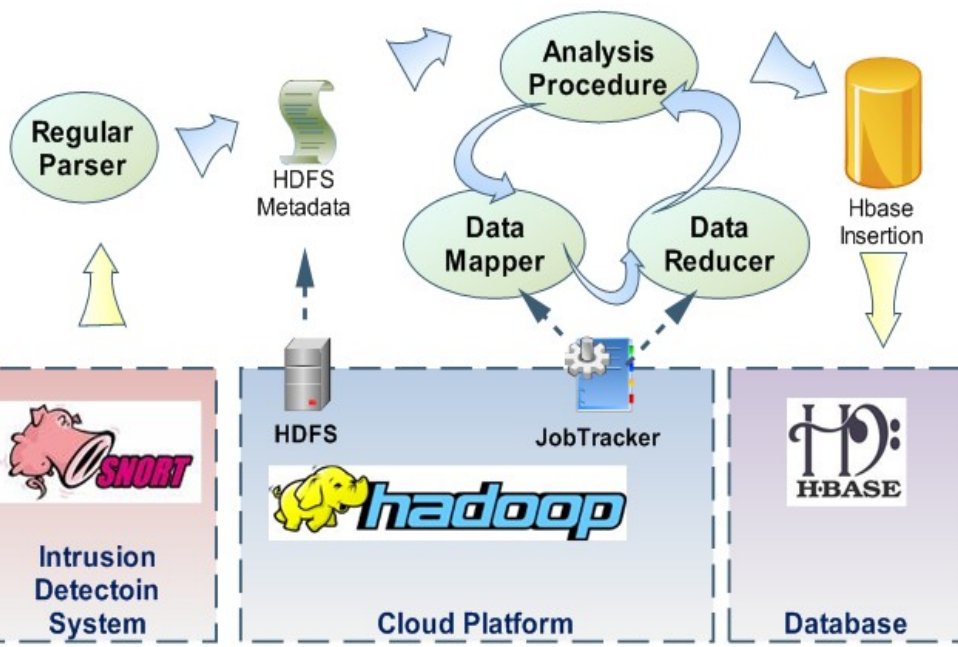 Analysis
Procedure
Regular
Parser
HDFS
Metadata
Hbase
Insertion
Data
Mapper
Data
Reducer
HDFS
JobTracker
SNORT
hadoop
H·BASE
Intrusion
Detectoin
System
Cloud Platform
Database